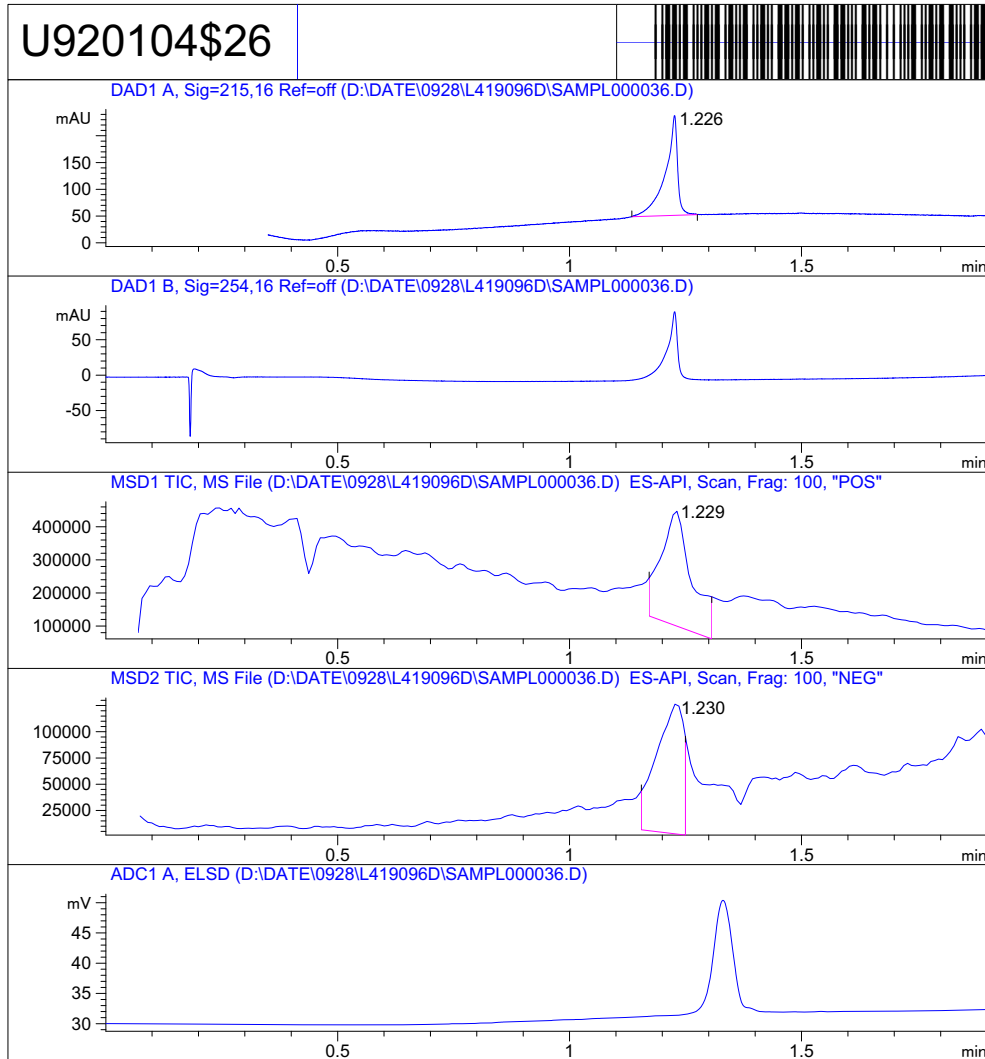 U920104$26
DAD1 A, Sig=215,16 Ref=off (D:\DATE\0928\L419096D\SAMPL000036.D)
mAU
1.226
150
100
50
0
0.5 1 1.5 min
DAD1 B, Sig=254,16 Ref=off (D:\DATE\0928\L419096D\SAMPL000036.D)
mAU
50
0
-50
0.5 1 1.5 min
MSD1 TIC, MS File (D:\DATE\0928\L419096D\SAMPL000036.D) ES-API, Scan, Frag: 100, "POS"
1.229
400000
300000
200000
100000
0.5 1 1.5 min
MSD2 TIC, MS File (D:\DATE\0928\L419096D\SAMPL000036.D) ES-API, Scan, Frag: 100, "NEG"
1.230
100000
75000
50000
25000
0.5 1 1.5 min
ADC1 A, ELSD (D:\DATE\0928\L419096D\SAMPL000036.D)
mV
45
40
35
30
0.5 1 1.5 min